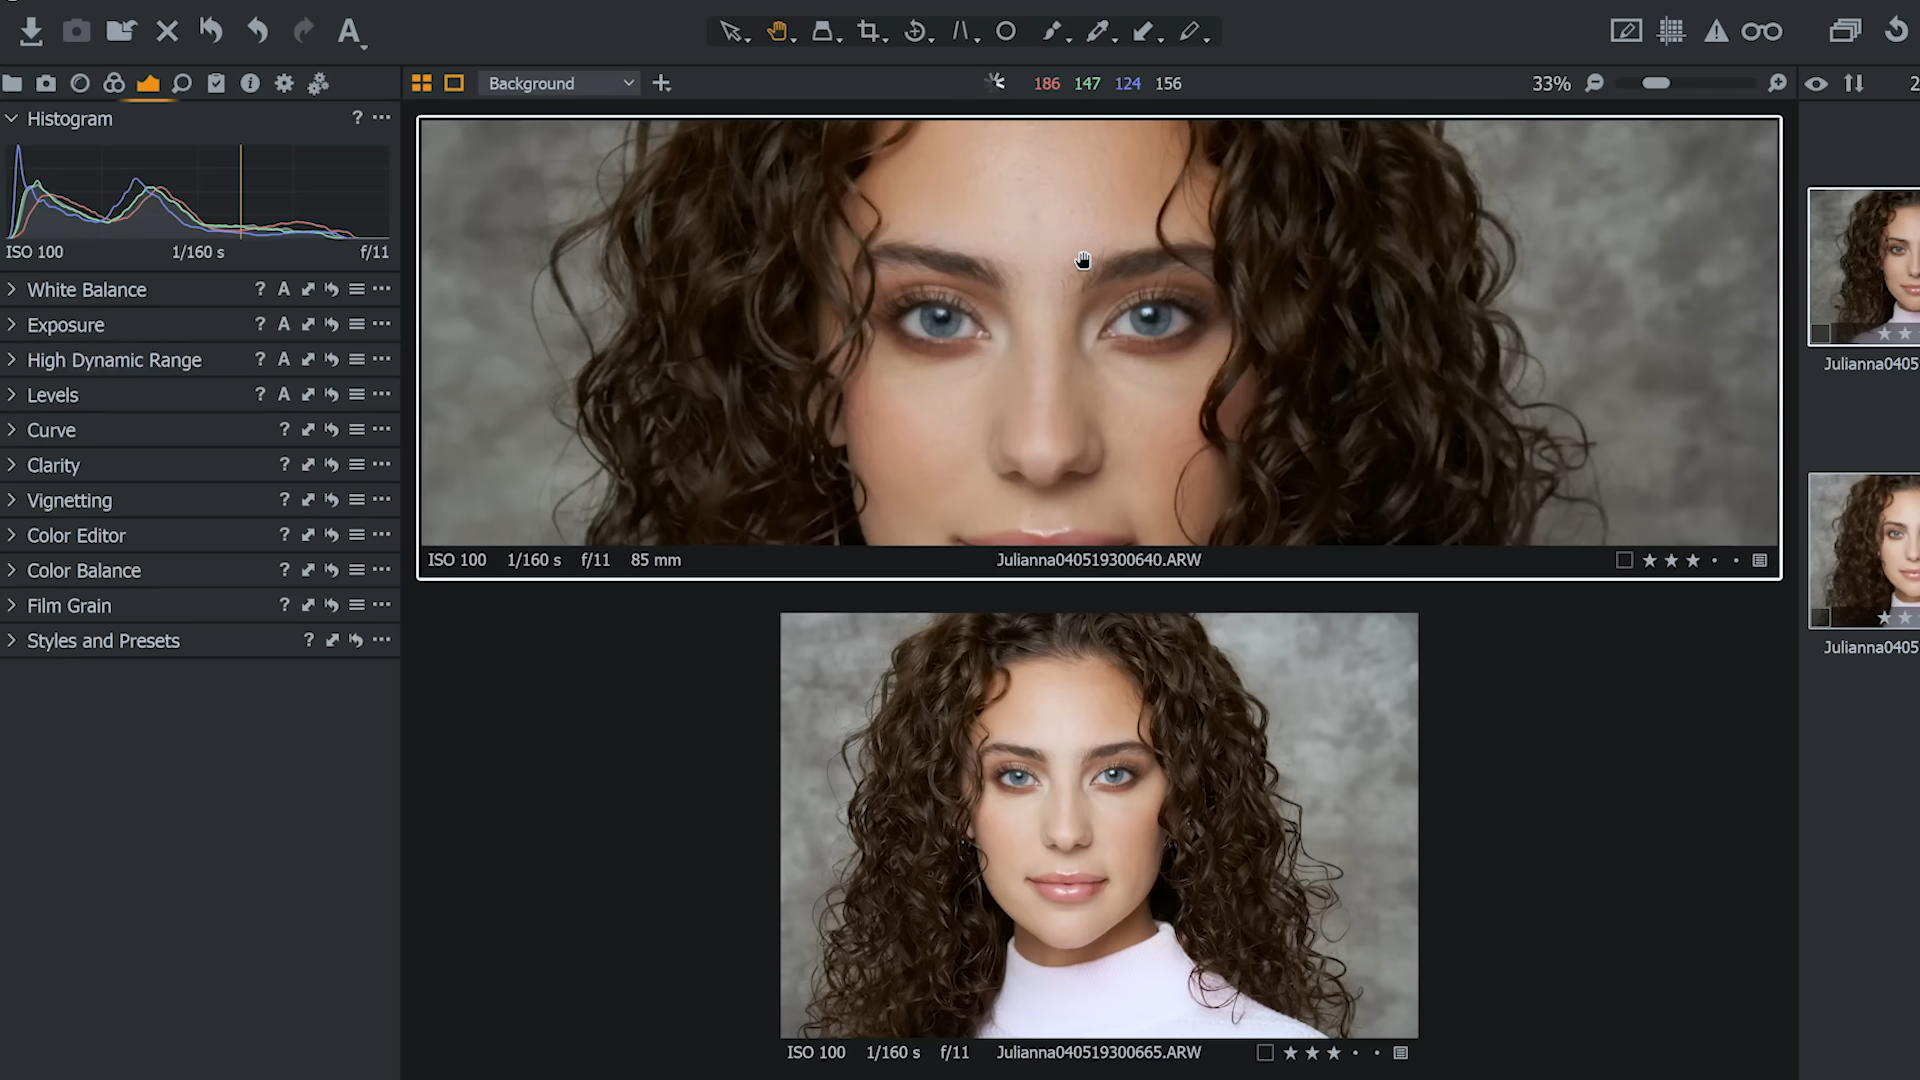 A
Background
186 147 124 156
33%
2
Histogram ?
ISO 100 1/160 s f/11
White Balance ? A
Exposure ? A
High Dynamic Range ? A
Levels ? A
Curve ?
Clarity ?
Vignetting ?
Color Editor ?
Color Balance ?
Film Grain ?
Styles and Presets ?
ISO 100 1/160 s f/11 85 mm Julianna040519300640.ARW
ISO 100 1/160 s f/11 Julianna040519300665.ARW
Julianna0405
Julianna0405